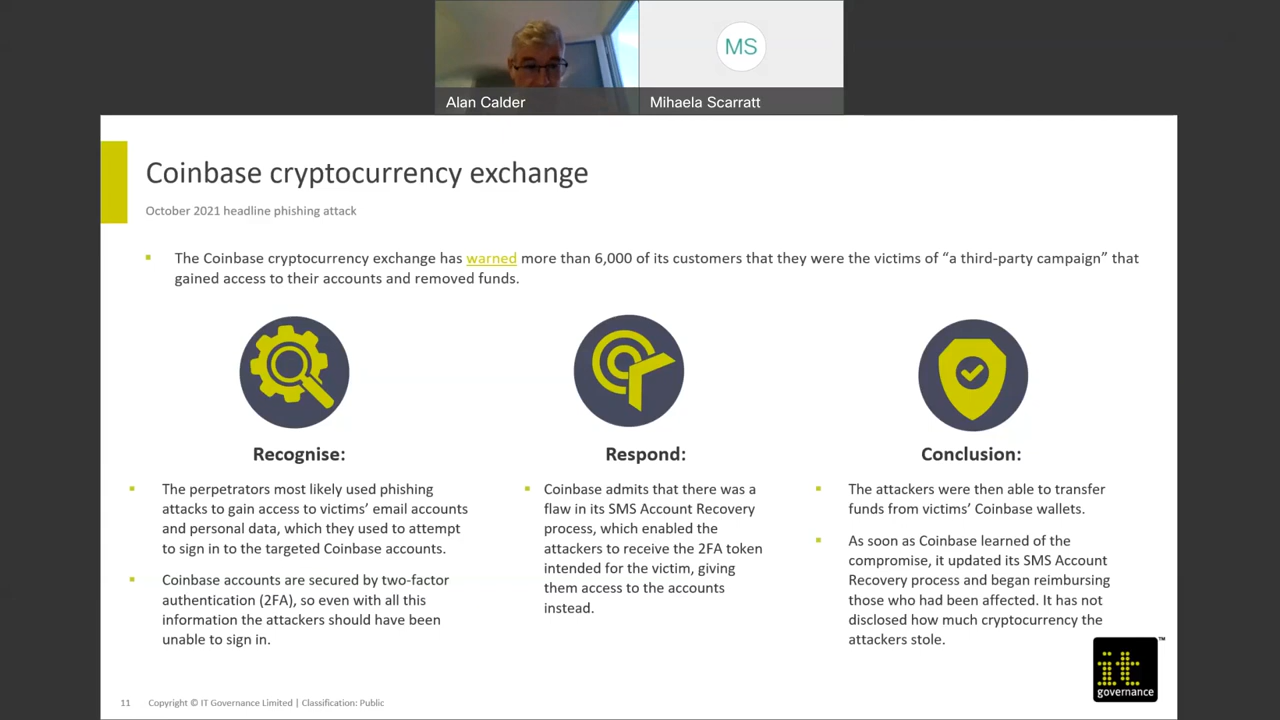 MS
Alan Calder
Mihaela Scarratt
Coinbase cryptocurrency exchange
October 2021 headline phishing attack
The Coinbase cryptocurrency exchange has warned more than 6,000 of its customers that they were the victims of “a third-party campaign” that
gained access to their accounts and removed funds.
Recognise:
The perpetrators most likely used phishing
attacks to gain access to victims’ email accounts
and personal data, which they used to attempt
to sign in to the targeted Coinbase accounts.
Coinbase accounts are secured by two-factor
authentication (2FA), so even with all this
information the attackers should have been
unable to sign in.
Respond:
Coinbase admits that there was a
flaw in its SMS Account Recovery
process, which enabled the
attackers to receive the 2FA token
intended for the victim, giving
them access to the accounts
instead.
Conclusion:
The attackers were then able to transfer
funds from victims’ Coinbase wallets.
As soon as Coinbase learned of the
compromise, it updated its SMS Account
Recovery process and began reimbursing
those who had been affected. It has not
disclosed how much cryptocurrency the
attackers stole.
it™
governance
11 Copyright © IT Governance Limited | Classification: Public